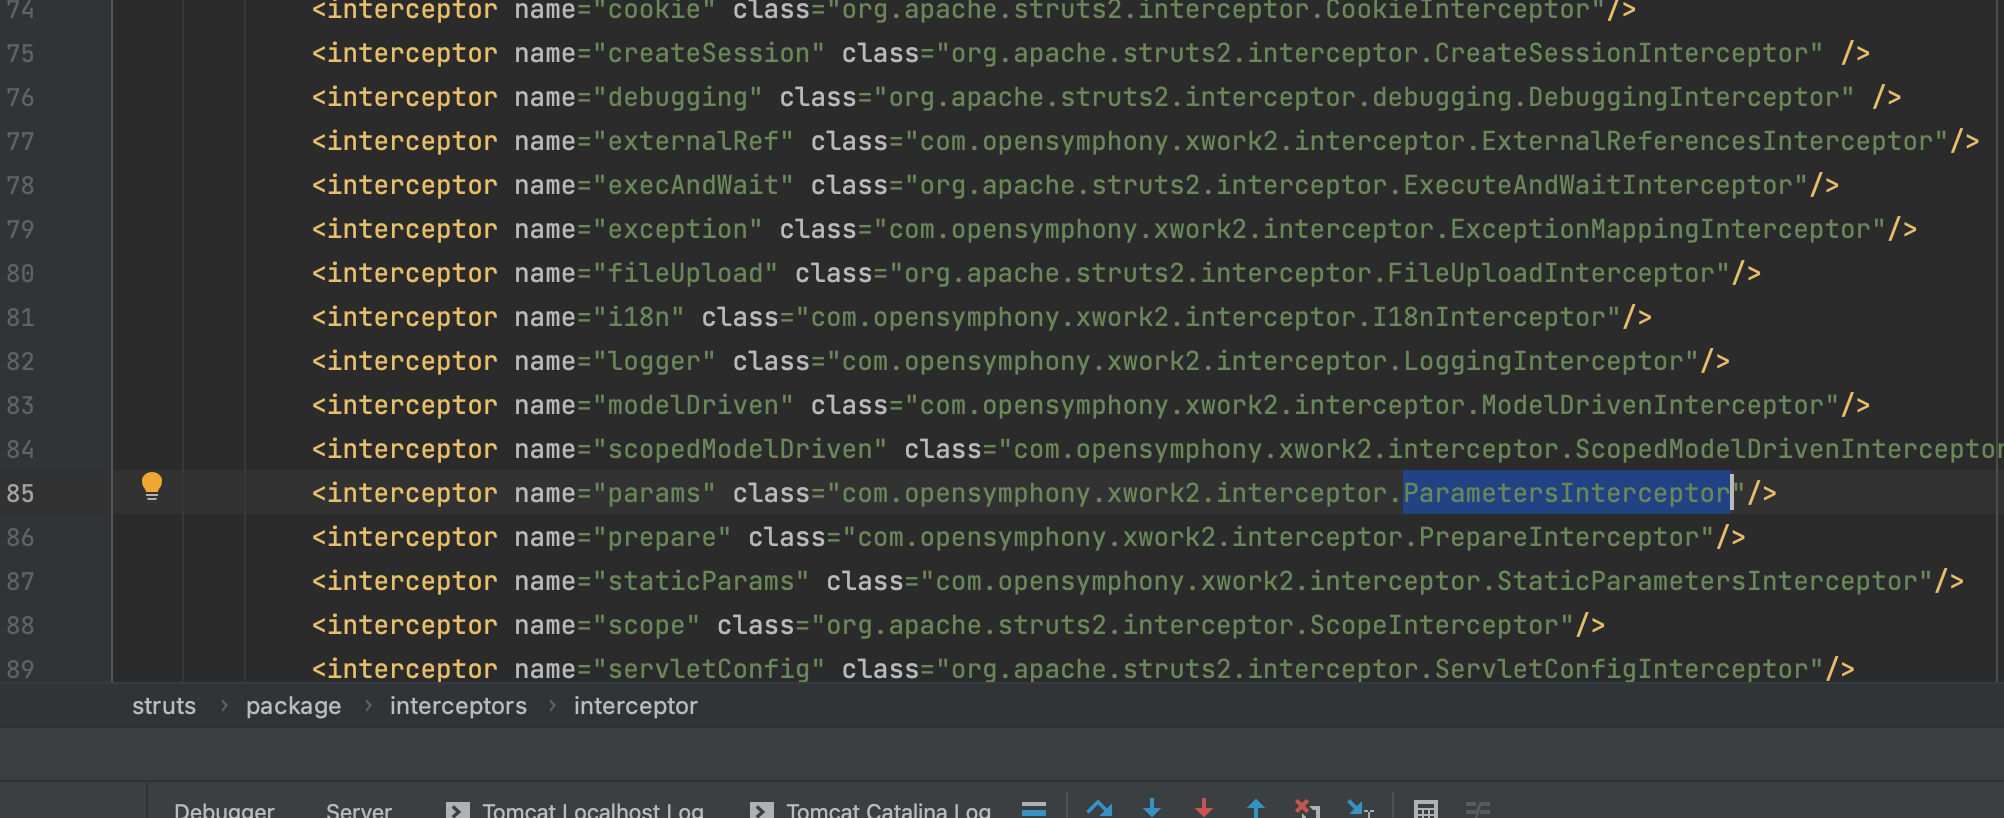 74 <interceptor name="cookie" class="org.apache.struts2.interceptor.CookieInterceptor"/>
75 <interceptor name="createSession" class="org.apache.struts2.interceptor.CreateSessionInterceptor" />
76 <interceptor name="debugging" class="org.apache.struts2.interceptor.debugging.DebuggingInterceptor" />
77 <interceptor name="externalRef" class="com.opensymphony.xwork2.interceptor.ExternalReferencesInterceptor"/>
78 <interceptor name="execAndWait" class="org.apache.struts2.interceptor.ExecuteAndWaitInterceptor"/>
79 <interceptor name="exception" class="com.opensymphony.xwork2.interceptor.ExceptionMappingInterceptor"/>
80 <interceptor name="fileUpload" class="org.apache.struts2.interceptor.FileUploadInterceptor"/>
81 <interceptor name="i18n" class="com.opensymphony.xwork2.interceptor.I18nInterceptor"/>
82 <interceptor name="logger" class="com.opensymphony.xwork2.interceptor.LoggingInterceptor"/>
83 <interceptor name="modelDriven" class="com.opensymphony.xwork2.interceptor.ModelDrivenInterceptor"/>
84 <interceptor name="scopedModelDriven" class="com.opensymphony.xwork2.interceptor.ScopedModelDrivenInterceptor
85 <interceptor name="params" class="com.opensymphony.xwork2.interceptor.ParametersInterceptor"/>
86 <interceptor name="prepare" class="com.opensymphony.xwork2.interceptor.PrepareInterceptor"/>
87 <interceptor name="staticParams" class="com.opensymphony.xwork2.interceptor.StaticParametersInterceptor"/>
88 <interceptor name="scope" class="org.apache.struts2.interceptor.ScopeInterceptor"/>
89 <interceptor name="servletConfig" class="org.apache.struts2.interceptor.ServletConfigInterceptor"/>
struts › package › interceptors › interceptor
Debugger Server Tomcat Localhost Log Tomcat Catalina Log